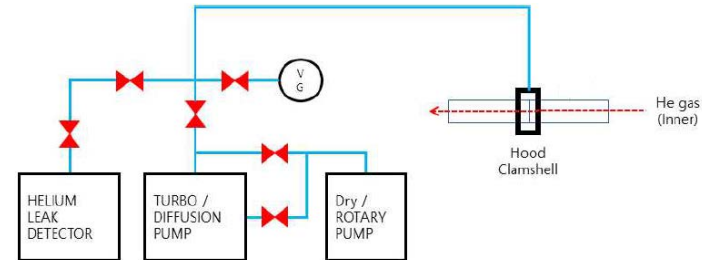 V
G
He gas
(Inner)
Hood
Clamshell
HELIUM
LEAK
DETECTOR
TURBO /
DIFFUSION
PUMP
Dry /
ROTARY
PUMP